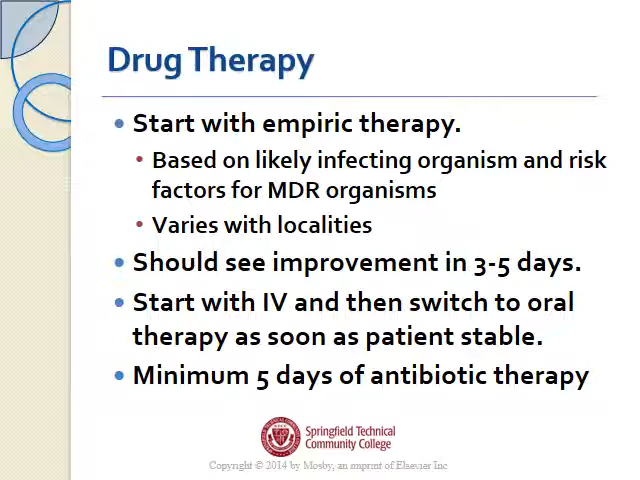 Drug Therapy
• Start with empiric therapy.
• Based on likely infecting organism and risk
factors for MDR organisms
• Varies with localities
• Should see improvement in 3-5 days.
• Start with IV and then switch to oral
therapy as soon as patient stable.
• Minimum 5 days of antibiotic therapy
Springfield Technical
Community College
Copyright © 2014 by Mosby, an imprint of Elsevier Inc